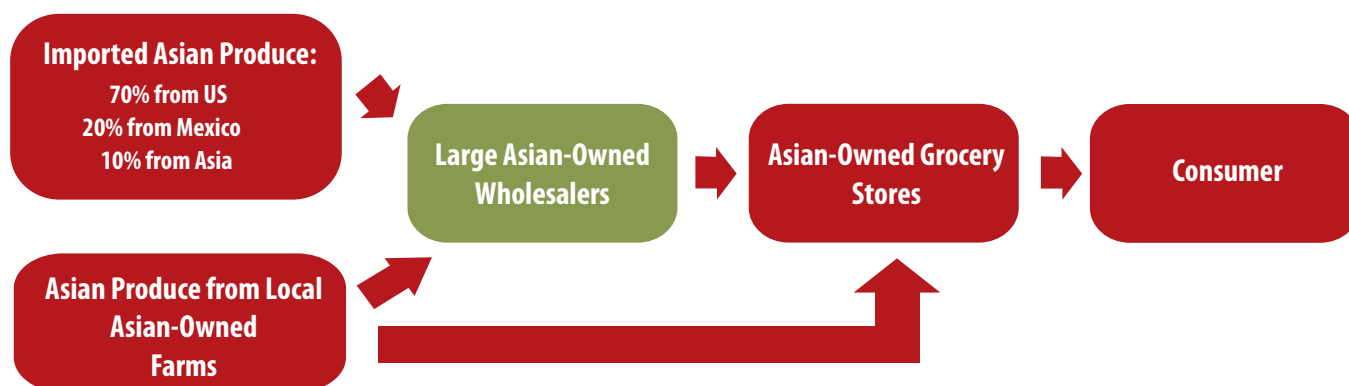 Imported Asian Produce:
70% from US
20% from Mexico
10% from Asia
Large Asian-Owned
Wholesalers
Asian-Owned Grocery
Stores
Consumer
Asian Produce from Local
Asian-Owned
Farms